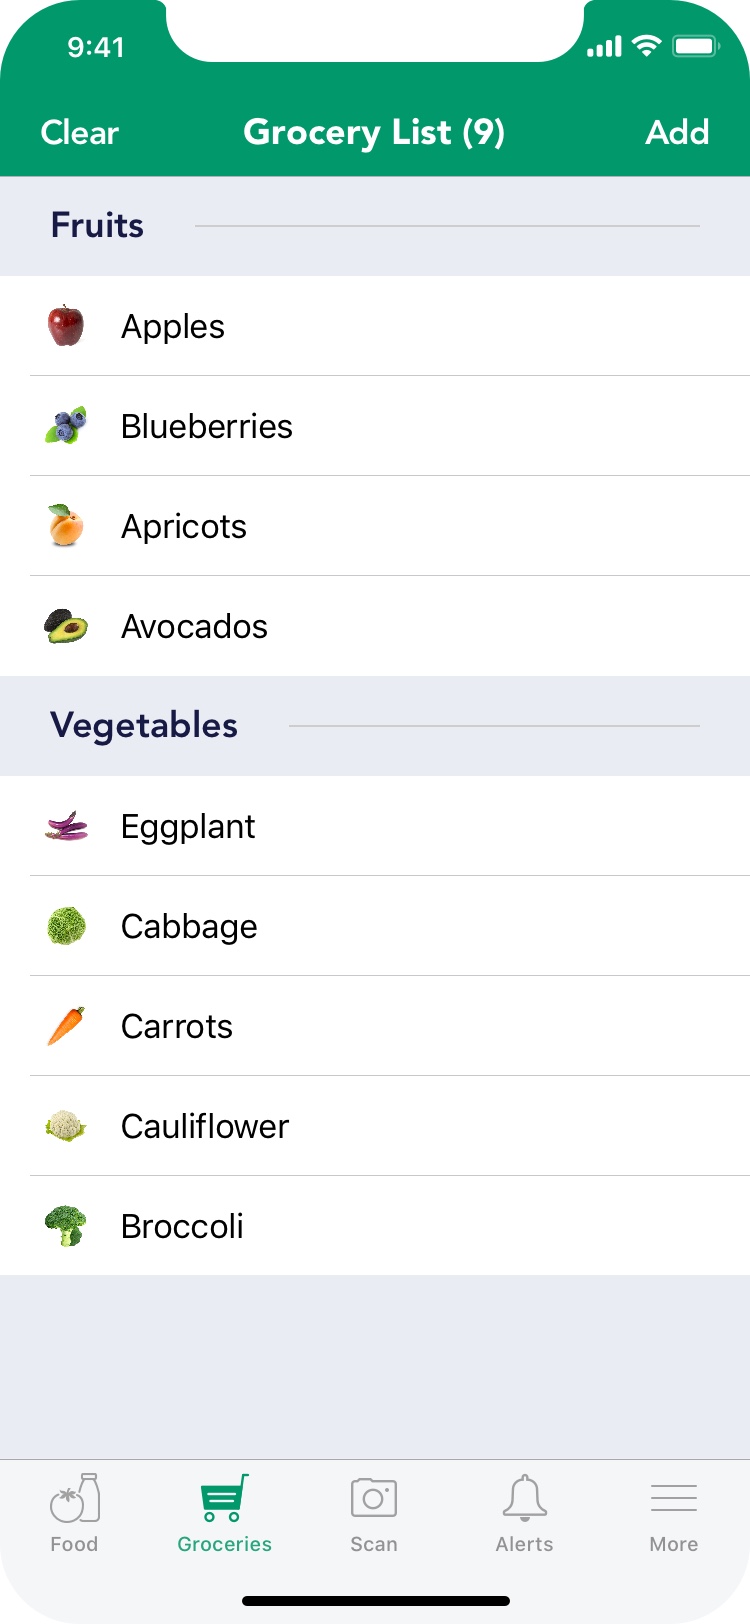 9:41
Clear Grocery List (9) Add
Fruits
Apples
Blueberries
Apricots
Avocados
Vegetables
Eggplant
Cabbage
Carrots
Cauliflower
Broccoli
Food Groceries Scan Alerts More